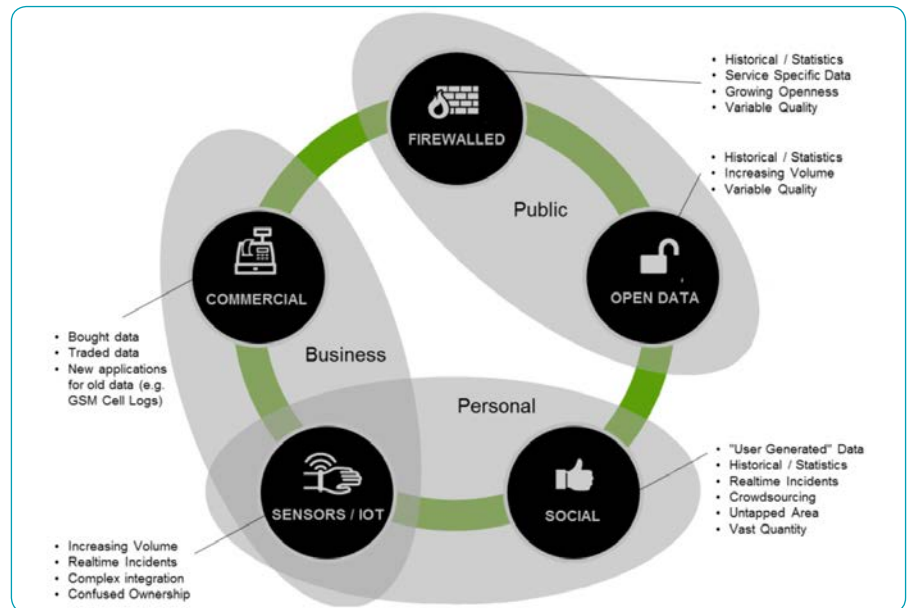 • Historical / Statistics
• Service Specific Data
• Growing Openness
• Variable Quality
FIREWALLED
• Historical / Statistics
• Increasing Volume
• Variable Quality
Public
OPEN DATA
COMMERCIAL
• Bought data
• Traded data
• New applications
for old data (e.g.
GSM Cell Logs)
Business
Personal
SENSORS / IOT
SOCIAL
• "User Generated" Data
• Historical / Statistics
• Realtime Incidents
• Crowdsourcing
• Untapped Area
• Vast Quantity
• Increasing Volume
• Realtime Incidents
• Complex integration
• Confused Ownership